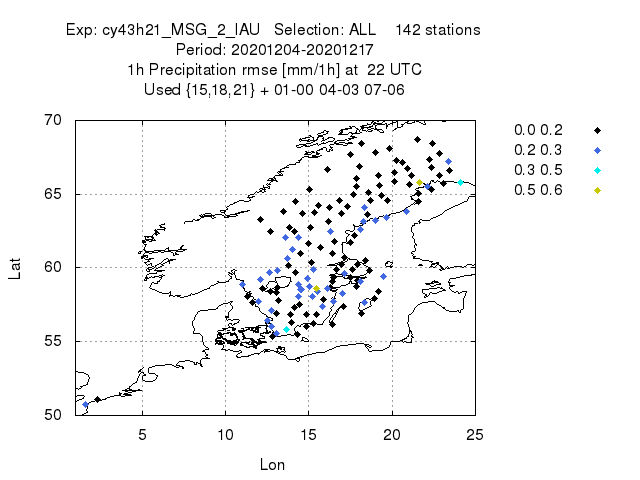 Exp: cy43h21_MSG_2_IAU   Selection: ALL    142 stations
Period: 20201204-20201217
1h Precipitation rmse [mm/1h] at  22 UTC
Used {15,18,21} + 01-00 04-03 07-06
70
65
60
55
50
Lat
5
10
15
20
25
Lon
0.0 0.2
0.2 0.3
0.3 0.5
0.5 0.6